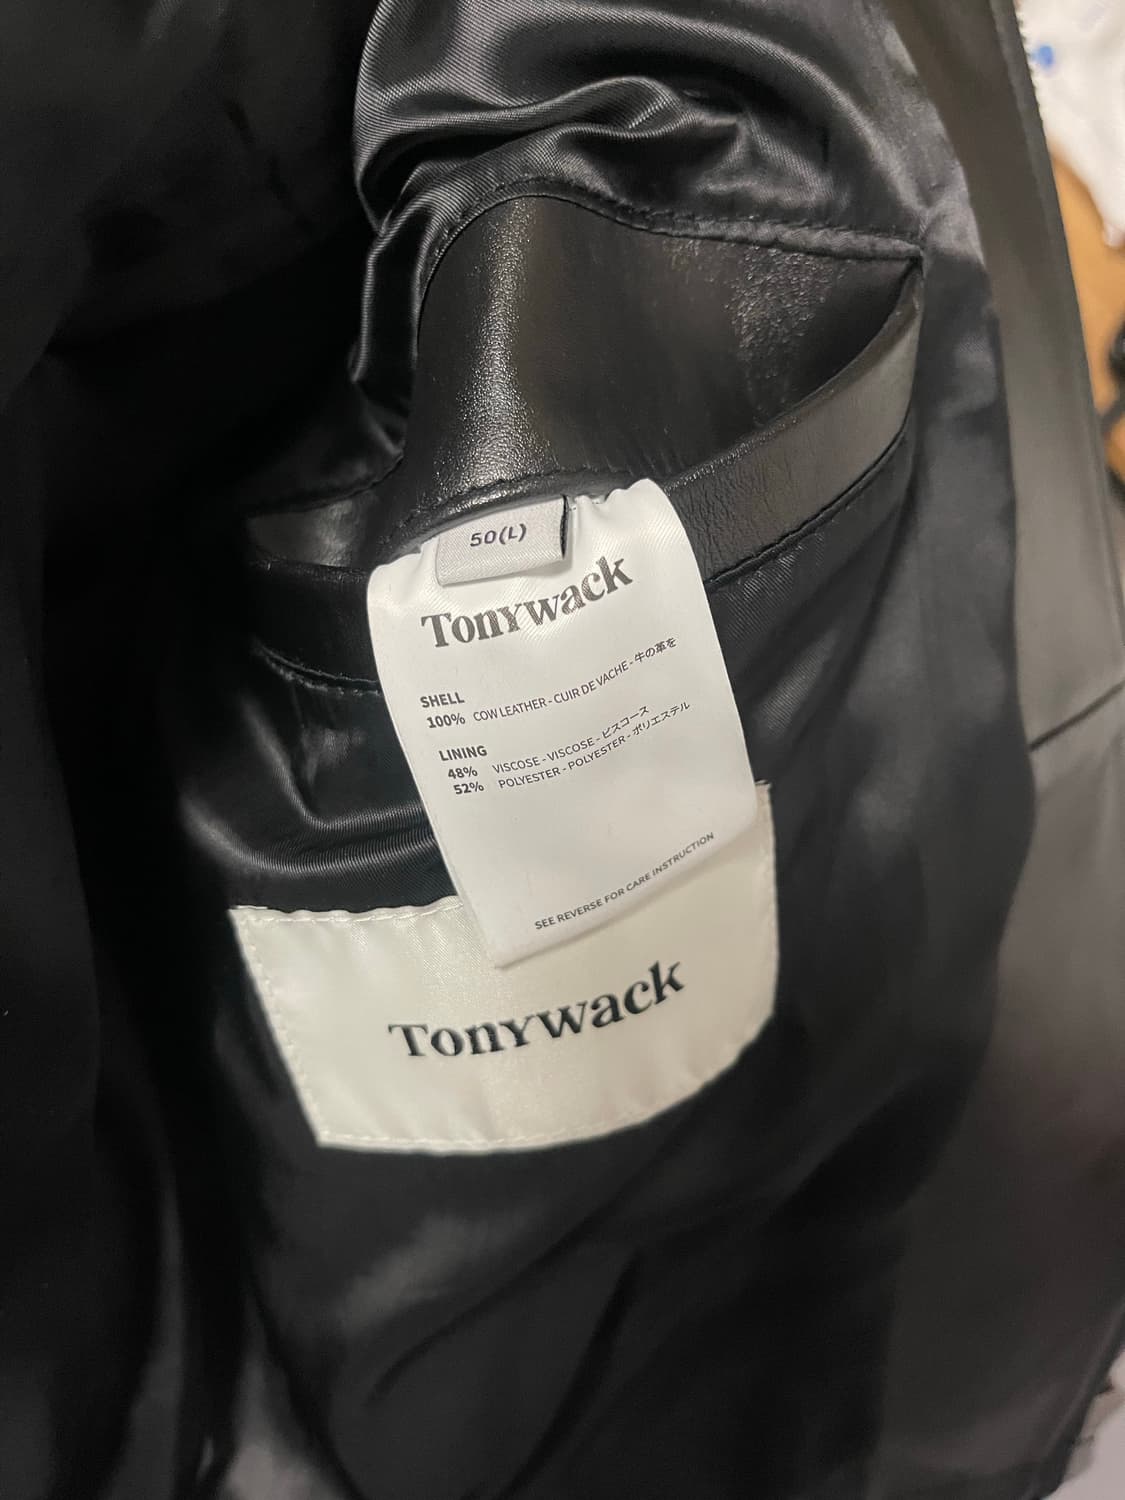 50(L)
Tonywack
SHELL
100% COW LEATHER - CUIR DE VACHE - 牛の革を
LINING
48% VISCOSE - VISCOSE - ビスコース
52% POLYESTER - POLYESTER - ポリエステル
SEE REVERSE FOR CARE INSTRUCTION
Tonywack